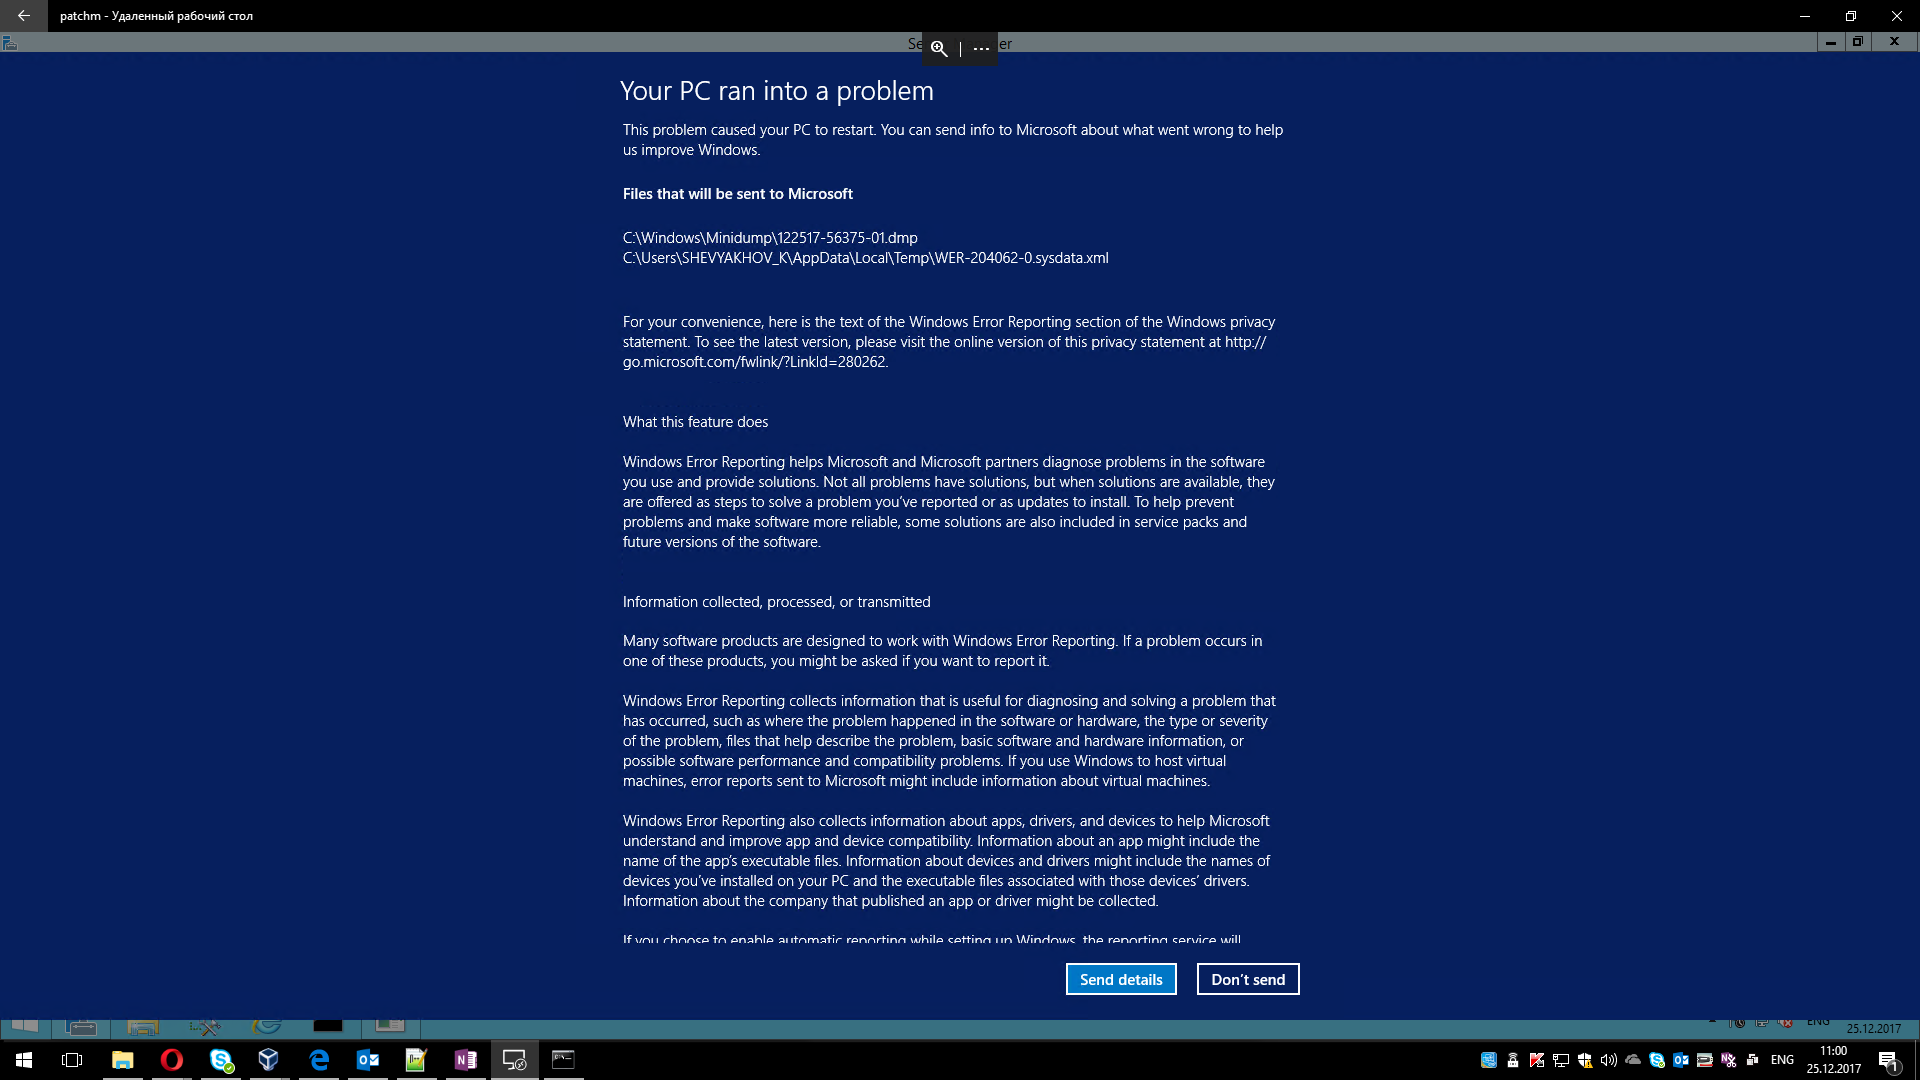 patchm - Удаленный рабочий стол
Your PC ran into a problem
This problem caused your PC to restart. You can send info to Microsoft about what went wrong to help
us improve Windows.
Files that will be sent to Microsoft
C:\Windows\Minidump\122517-56375-01.dmp
C:\Users\SHEVYAKHOV_K\AppData\Local\Temp\WER-204062-0.sysdata.xml
For your convenience, here is the text of the Windows Error Reporting section of the Windows privacy
statement. To see the latest version, please visit the online version of this privacy statement at http://
go.microsoft.com/fwlink/?LinkId=280262.
What this feature does
Windows Error Reporting helps Microsoft and Microsoft partners diagnose problems in the software
you use and provide solutions. Not all problems have solutions, but when solutions are available, they
are offered as steps to solve a problem you’ve reported or as updates to install. To help prevent
problems and make software more reliable, some solutions are also included in service packs and
future versions of the software.
Information collected, processed, or transmitted
Many software products are designed to work with Windows Error Reporting. If a problem occurs in
one of these products, you might be asked if you want to report it.
Windows Error Reporting collects information that is useful for diagnosing and solving a problem that
has occurred, such as where the problem happened in the software or hardware, the type or severity
of the problem, files that help describe the problem, basic software and hardware information, or
possible software performance and compatibility problems. If you use Windows to host virtual
machines, error reports sent to Microsoft might include information about virtual machines.
Windows Error Reporting also collects information about apps, drivers, and devices to help Microsoft
understand and improve app and device compatibility. Information about an app might include the
name of the app’s executable files. Information about devices and drivers might include the names of
devices you’ve installed on your PC and the executable files associated with those devices’ drivers.
Information about the company that published an app or driver might be collected.
If you choose to enable automatic reporting while setting up Windows, the reporting service will
Send details
Don’t send
ENG
25.12.2017
ENG
11:00
25.12.2017
1